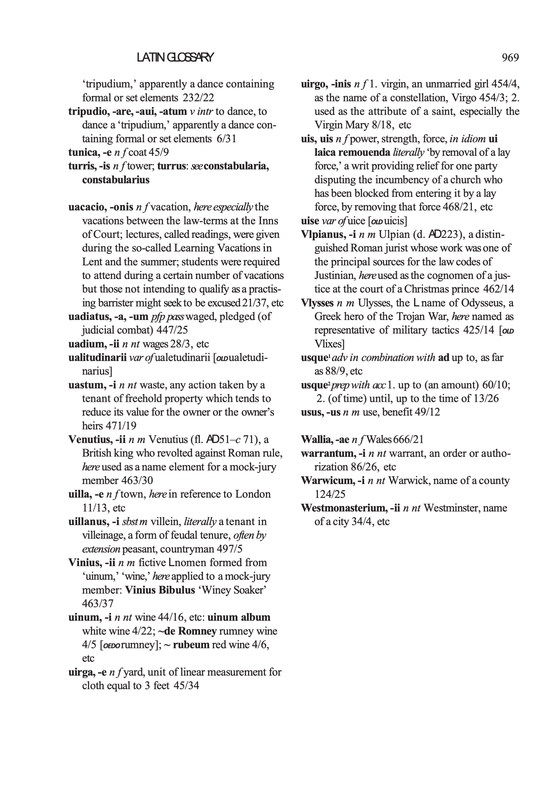 LATIN GLOSSARY 969
‘tripudium,’ apparently a dance containing
formal or set elements 232/22
tripudio, -are, -aui, -atum v intr to dance, to
dance a ‘tripudium,’ apparently a dance con-
taining formal or set elements 6/31
tunica, -e n f coat 45/9
turris, -is n f tower; turrus: see constabularia,
constabularius
uacacio, -onis n f vacation, here especially the
vacations between the law-terms at the Inns
of Court; lectures, called readings, were given
during the so-called Learning Vacations in
Lent and the summer; students were required
to attend during a certain number of vacations
but those not intending to qualify as a practis-
ing barrister might seek to be excused 21/37, etc
uadiatus, -a, -um pfp pass waged, pledged (of
judicial combat) 447/25
uadium, -ii n nt wages 28/3, etc
ualitudinarii var of ualetudinarii [OLD ualetudi-
narius]
uastum, -i n nt waste, any action taken by a
tenant of freehold property which tends to
reduce its value for the owner or the owner’s
heirs 471/19
Venutius, -ii n m Venutius (fl. AD 51–c 71), a
British king who revolted against Roman rule,
here used as a name element for a mock-jury
member 463/30
uilla, -e n f town, here in reference to London
11/13, etc
uillanus, -i sbst m villein, literally a tenant in
villeinage, a form of feudal tenure, often by
extension peasant, countryman 497/5
Vinius, -ii n m fictive L nomen formed from
‘uinum,’ ‘wine,’ here applied to a mock-jury
member: Vinius Bibulus ‘Winey Soaker’
463/37
uinum, -i n nt wine 44/16, etc: uinum album
white wine 4/22; ~ de Romney rumney wine
4/5 [OEDO rumney]; ~ rubeum red wine 4/6,
etc
uirga, -e n f yard, unit of linear measurement for
cloth equal to 3 feet 45/34
uirgo, -inis n f 1. virgin, an unmarried girl 454/4,
as the name of a constellation, Virgo 454/3; 2.
used as the attribute of a saint, especially the
Virgin Mary 8/18, etc
uis, uis n f power, strength, force, in idiom ui
laica remouenda literally ‘by removal of a lay
force,’ a writ providing relief for one party
disputing the incumbency of a church who
has been blocked from entering it by a lay
force, by removing that force 468/21, etc
uise var of uice [OLD uicis]
Vlpianus, -i n m Ulpian (d. AD 223), a distin-
guished Roman jurist whose work was one of
the principal sources for the law codes of
Justinian, here used as the cognomen of a jus-
tice at the court of a Christmas prince 462/14
Vlysses n m Ulysses, the L name of Odysseus, a
Greek hero of the Trojan War, here named as
representative of military tactics 425/14 [OLD
Vlixes]
usque¹ adv in combination with ad up to, as far
as 88/9, etc
usque² prep with acc 1. up to (an amount) 60/10;
2. (of time) until, up to the time of 13/26
usus, -us n m use, benefit 49/12
Wallia, -ae n f Wales 666/21
warrantum, -i n nt warrant, an order or autho-
rization 86/26, etc
Warwicum, -i n nt Warwick, name of a county
124/25
Westmonasterium, -ii n nt Westminster, name
of a city 34/4, etc